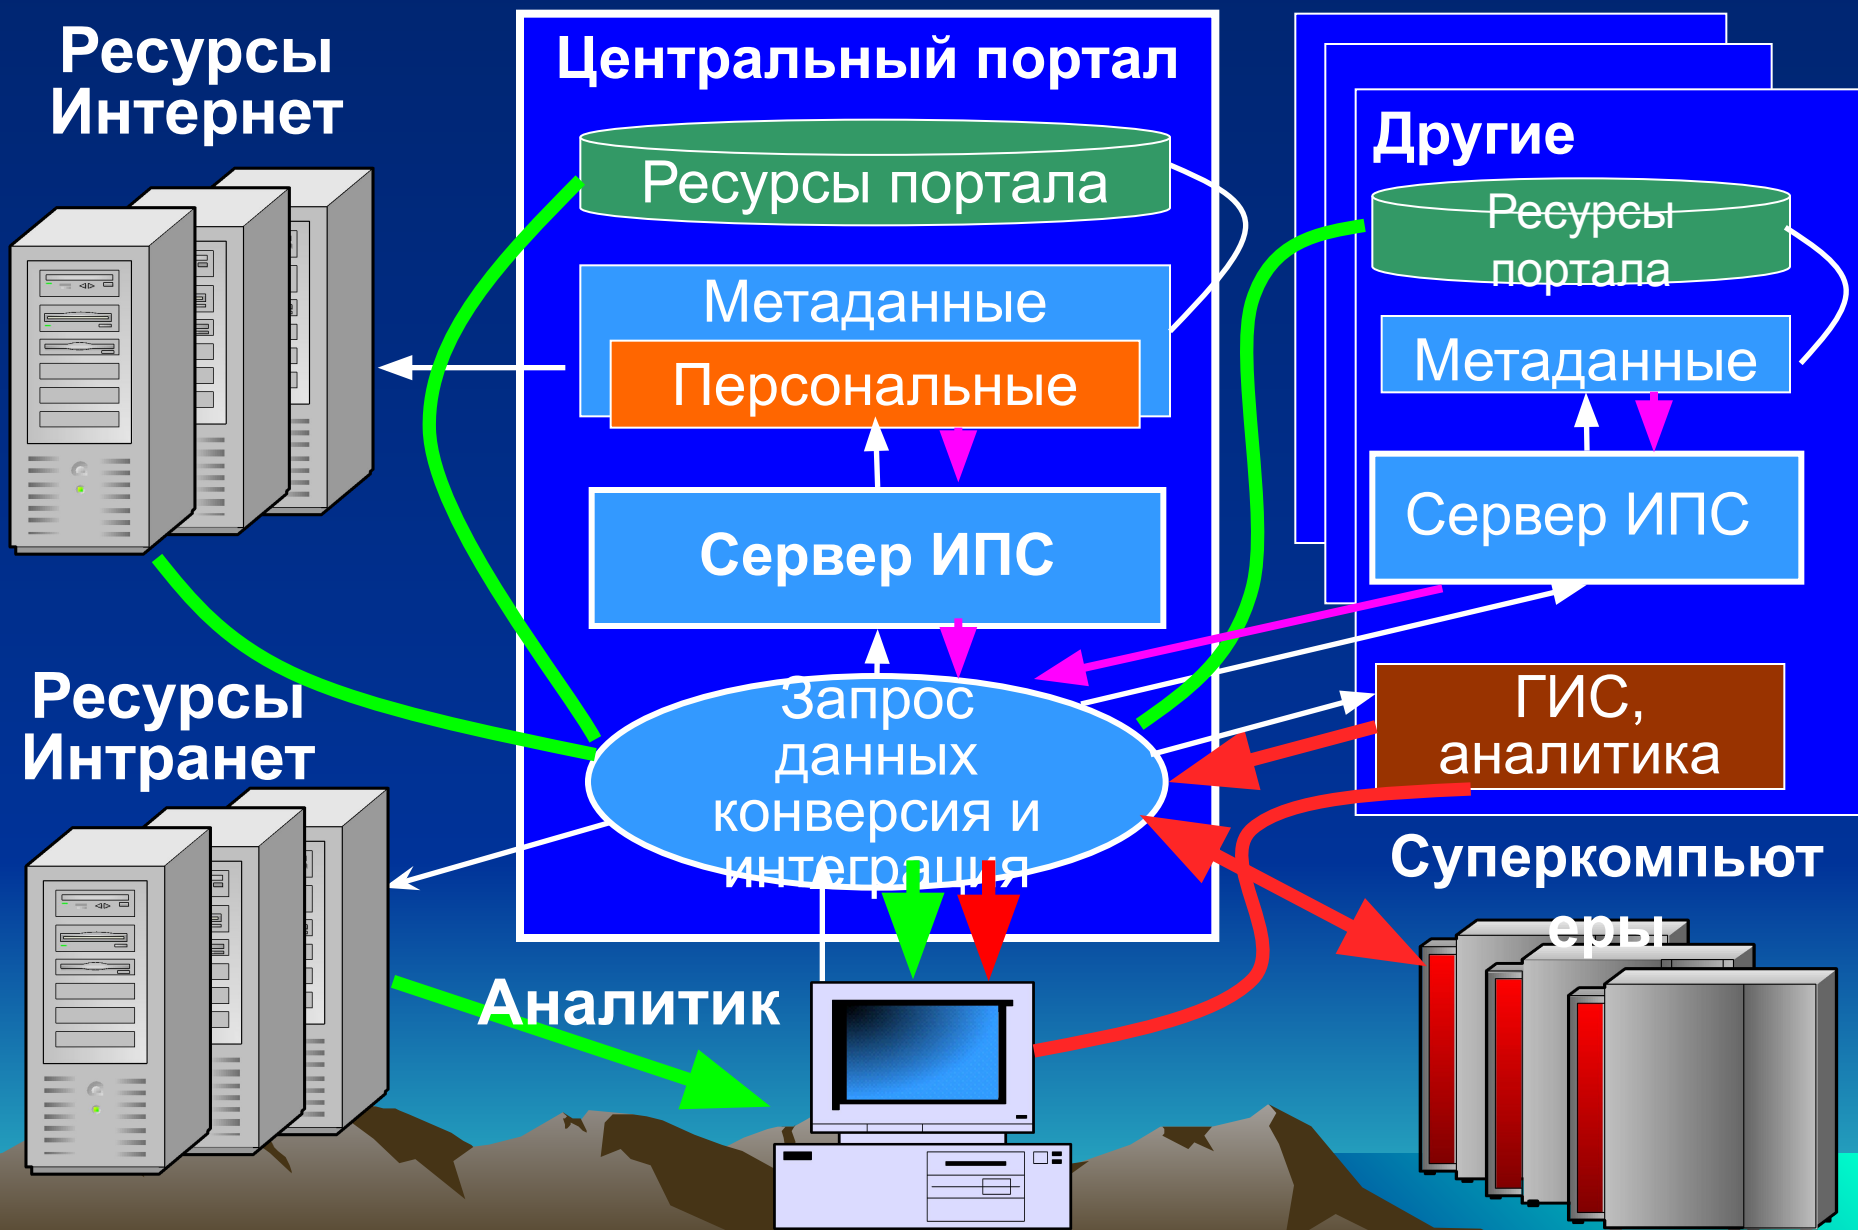 Ресурсы
Интернет
Центральный портал
Ресурсы портала
Метаданные
Персональные
Сервер ИПС
Запрос
данных
конверсия и
интеграция
Другие
Ресурсы
портала
Метаданные
Сервер ИПС
ГИС,
аналитика
Ресурсы
Интранет
Аналитик
Суперкомпьют
еры